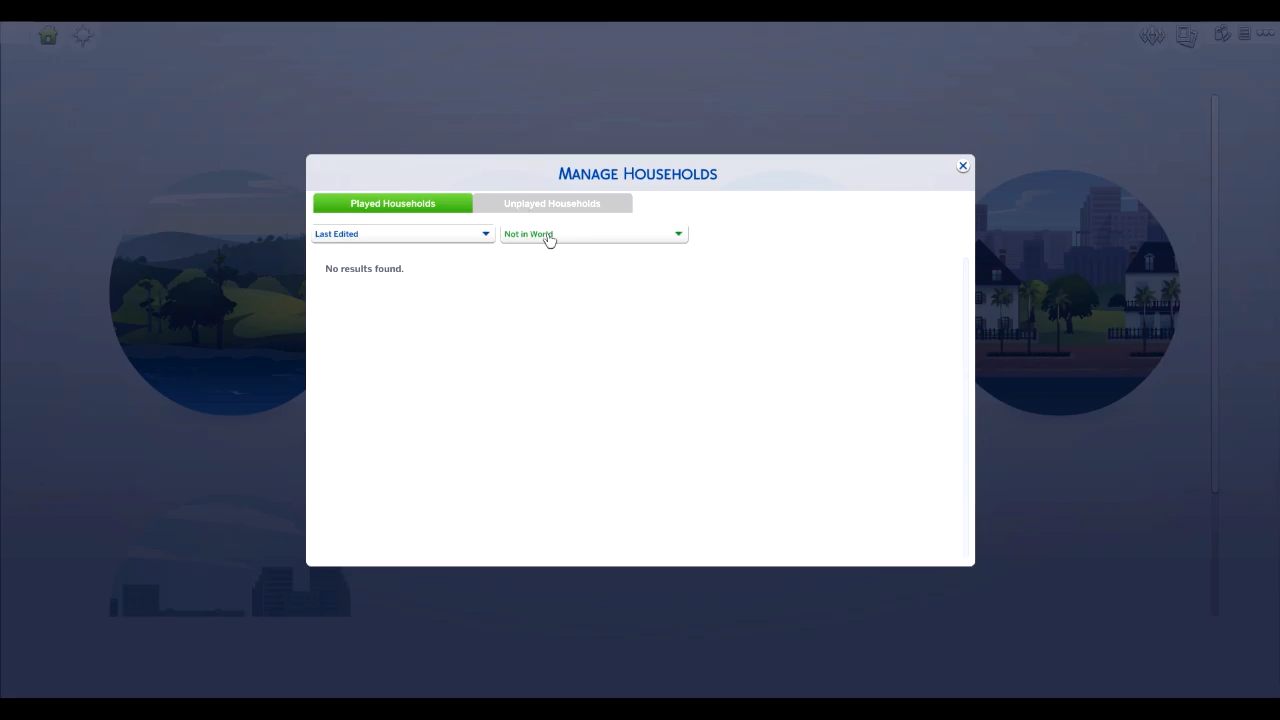 Manage Households
Played Households
Unplayed Households
Last Edited
Not in World
No results found.